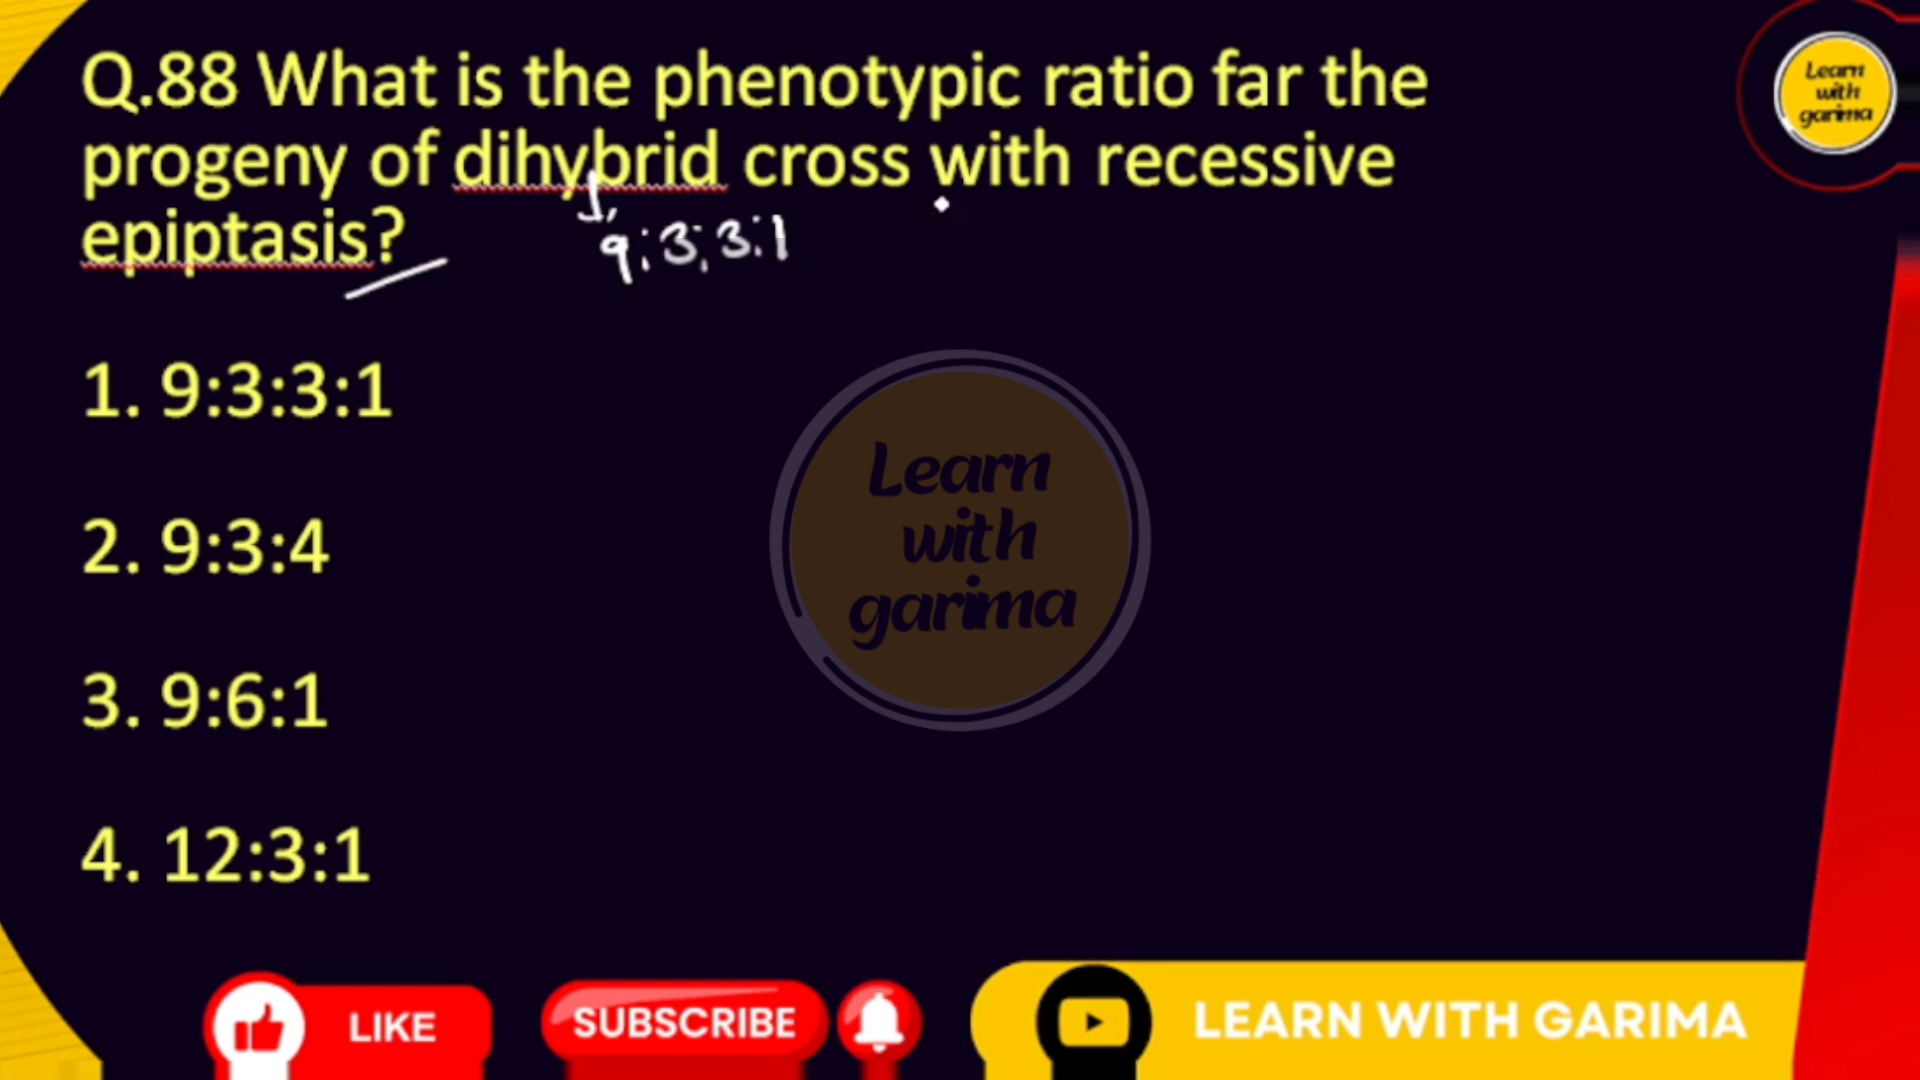 Q.88 What is the phenotypic ratio far the
progeny of dihybrid cross with recessive
epiptasis?
9:3:3:1
1. 9:3:3:1
2. 9:3:4
3. 9:6:1
4. 12:3:1
Learn
with
garima
Learn
with
garima
LIKE
SUBSCRIBE
LEARN WITH GARIMA